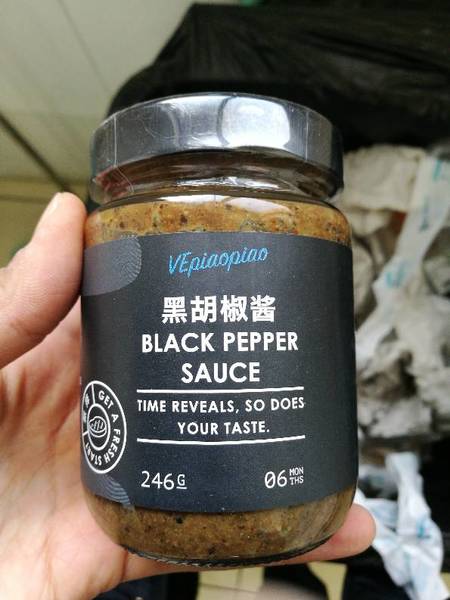 VEpiaopiao
黑胡椒酱
BLACK PEPPER
SAUCE
TIME REVEALS, SO DOES
YOUR TASTE.
GET A FRESH START
246G
06 MON
THS